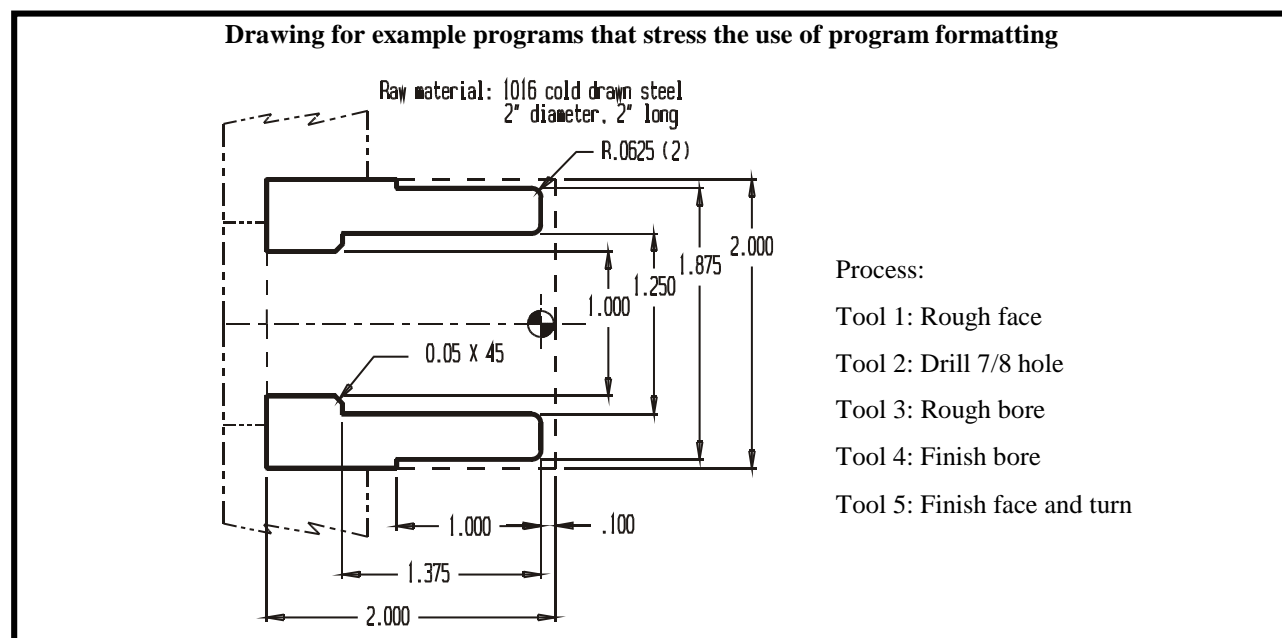 Drawing for example programs that stress the use of program formatting
Raw material: 1016 cold drawn steel
2" diameter, 2" long
R.0625 (2)
2.000
1.875
1.250
1.000
0.05 X 45
Process:
Tool 1: Rough face
Tool 2: Drill 7/8 hole
Tool 3: Rough bore
Tool 4: Finish bore
Tool 5: Finish face and turn
1.000
.100
1.375
2.000